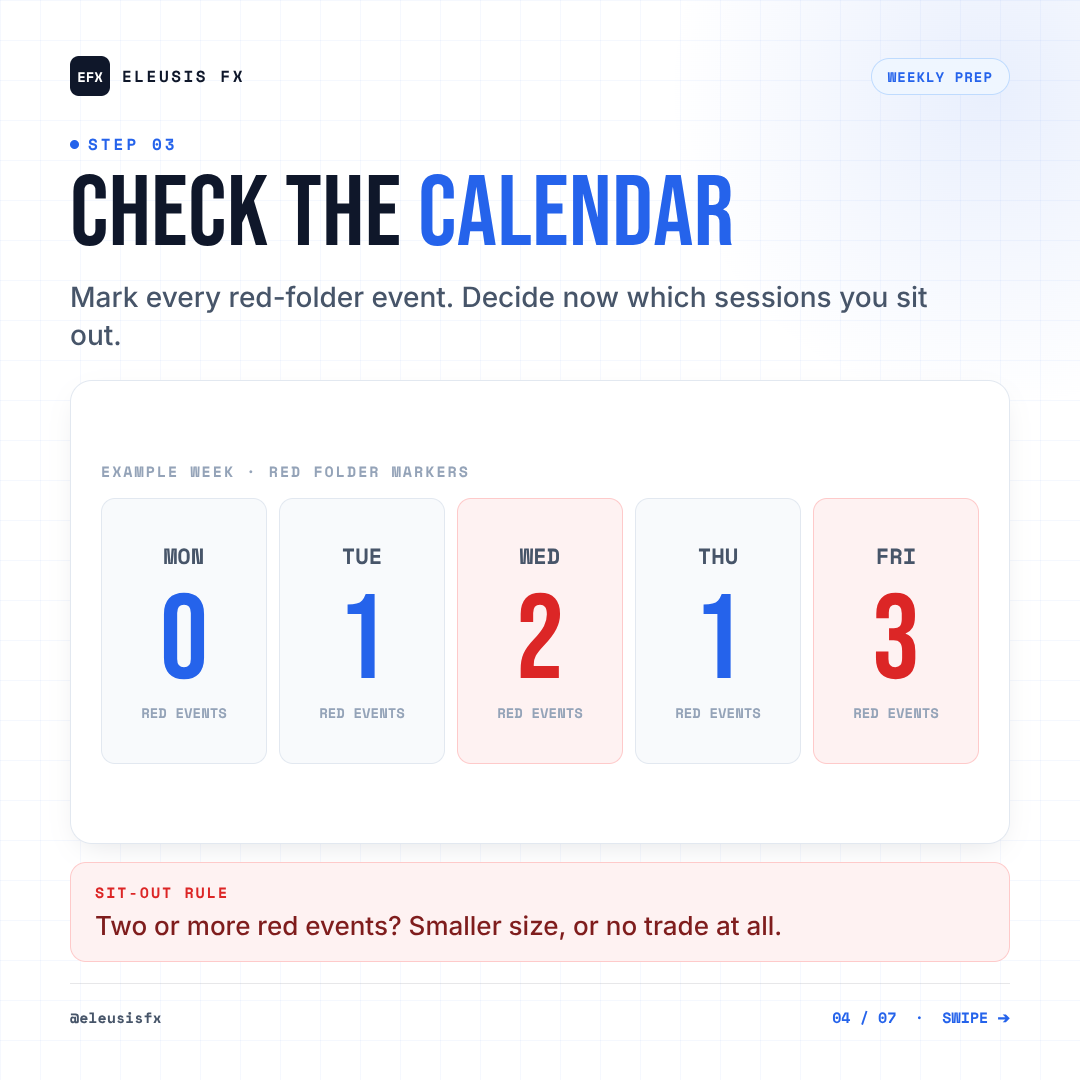 EFX ELEUSIS FX
WEEKLY PREP
STEP 03
CHECK THE CALENDAR
Mark every red-folder event. Decide now which sessions you sit
out.
EXAMPLE WEEK · RED FOLDER MARKERS
MON TUE WED THU FRI
0 1 2 1 3
RED EVENTS RED EVENTS RED EVENTS RED EVENTS RED EVENTS
SIT-OUT RULE
Two or more red events? Smaller size, or no trade at all.
@eleusisfx
04 / 07 · SWIPE ➔